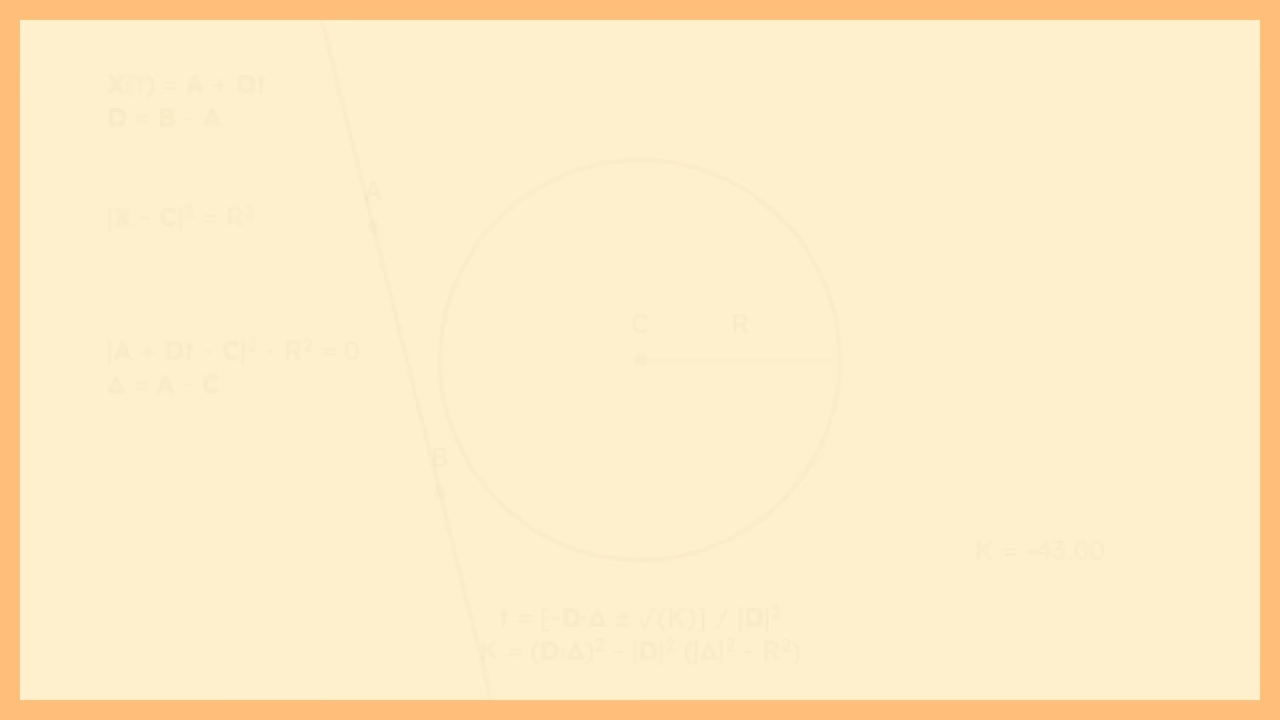 X(t) = A + Dt
D = B - A
|X - C|² = R²
|A + Dt - C|² - R² = 0
Δ = A - C
A
B
C
R
K = -43.00
t = [-D·Δ ± √(K)] / |D|²
K = (D·Δ)² - |D|² (|Δ|² - R²)